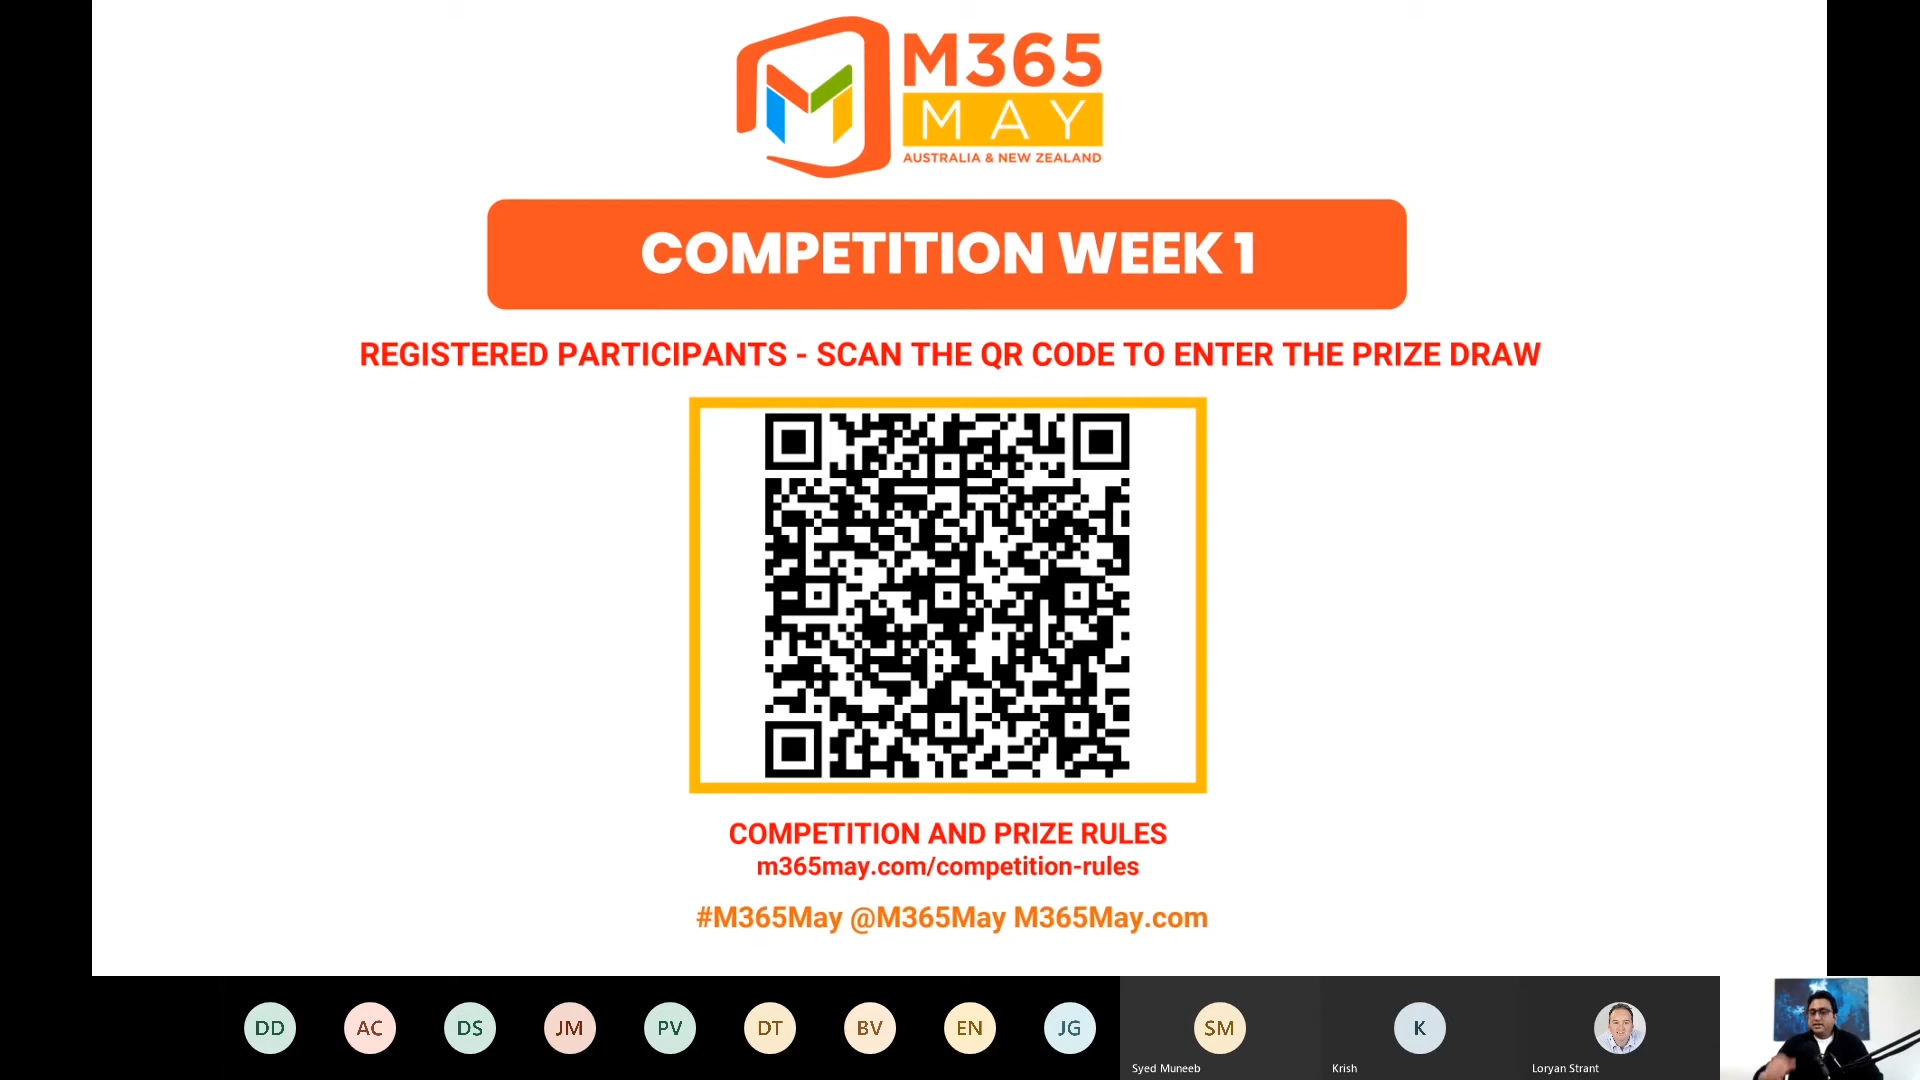 M365
MAY
AUSTRALIA & NEW ZEALAND
COMPETITION WEEK 1
REGISTERED PARTICIPANTS - SCAN THE QR CODE TO ENTER THE PRIZE DRAW
COMPETITION AND PRIZE RULES
m365may.com/competition-rules
#M365May @M365May M365May.com
DD
AC
DS
JM
PV
DT
BV
EN
JG
SM
K
Syed Muneeb
Krish
Loryan Strant